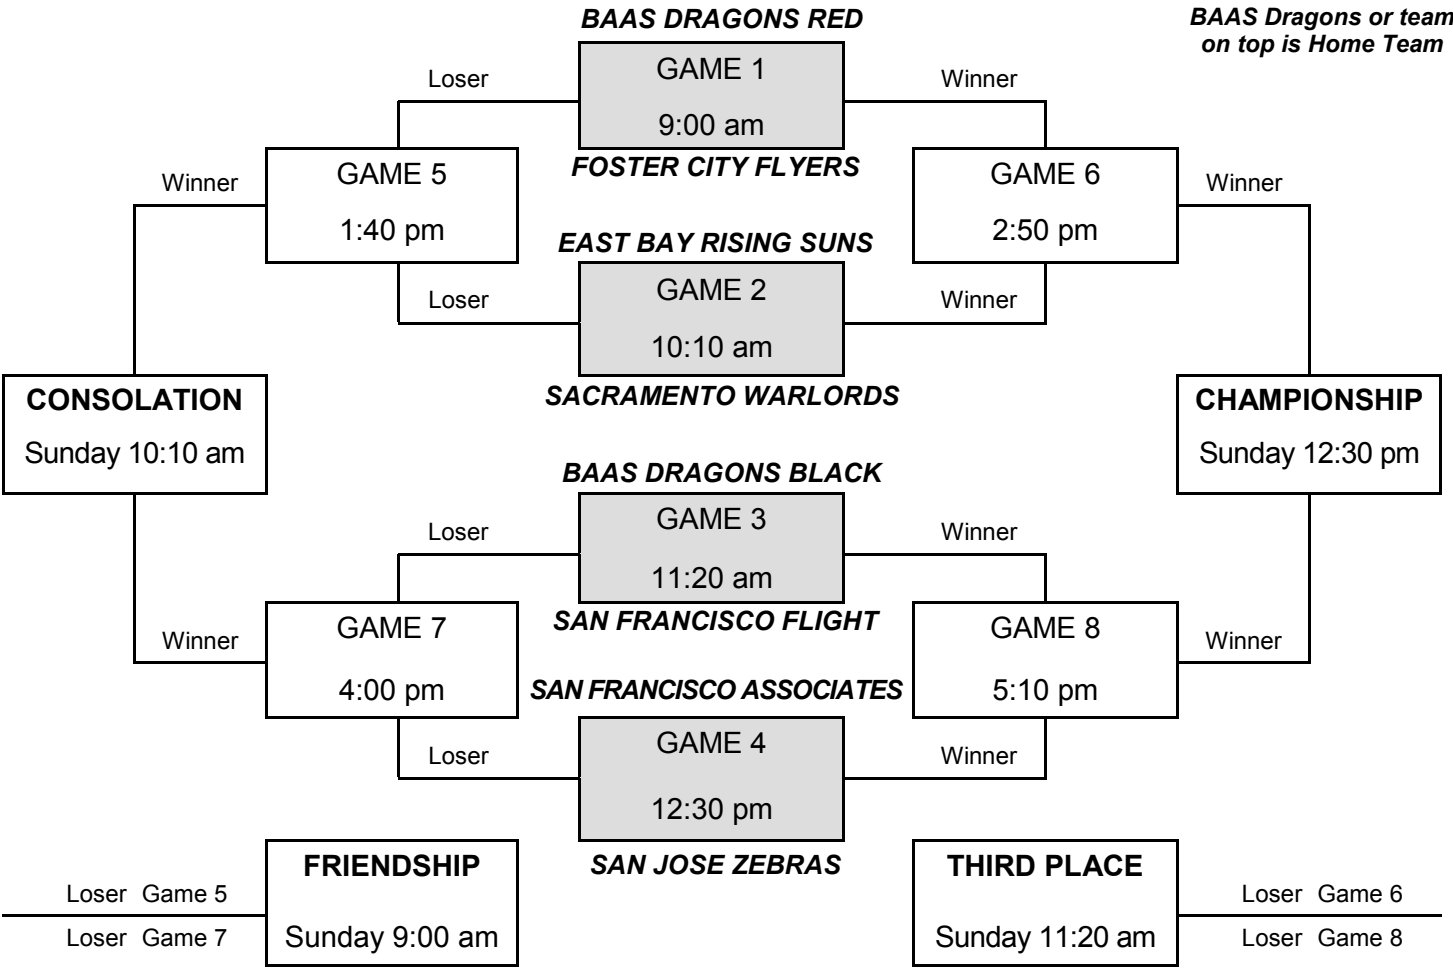 BAAS DRAGONS RED
BAAS Dragons or team
on top is Home Team
Loser
GAME 1
Winner
9:00 am
FOSTER CITY FLYERS
Winner
GAME 5
GAME 6
Winner
1:40 pm
2:50 pm
EAST BAY RISING SUNS
Loser
GAME 2
Winner
10:10 am
SACRAMENTO WARLORDS
CONSOLATION
Sunday 10:10 am
CHAMPIONSHIP
Sunday 12:30 pm
BAAS DRAGONS BLACK
Loser
GAME 3
Winner
11:20 am
SAN FRANCISCO FLIGHT
Winner
GAME 7
GAME 8
Winner
4:00 pm
5:10 pm
SAN FRANCISCO ASSOCIATES
Loser
GAME 4
Winner
12:30 pm
SAN JOSE ZEBRAS
FRIENDSHIP
Loser Game 5
Loser Game 7
Sunday 9:00 am
THIRD PLACE
Sunday 11:20 am
Loser Game 6
Loser Game 8